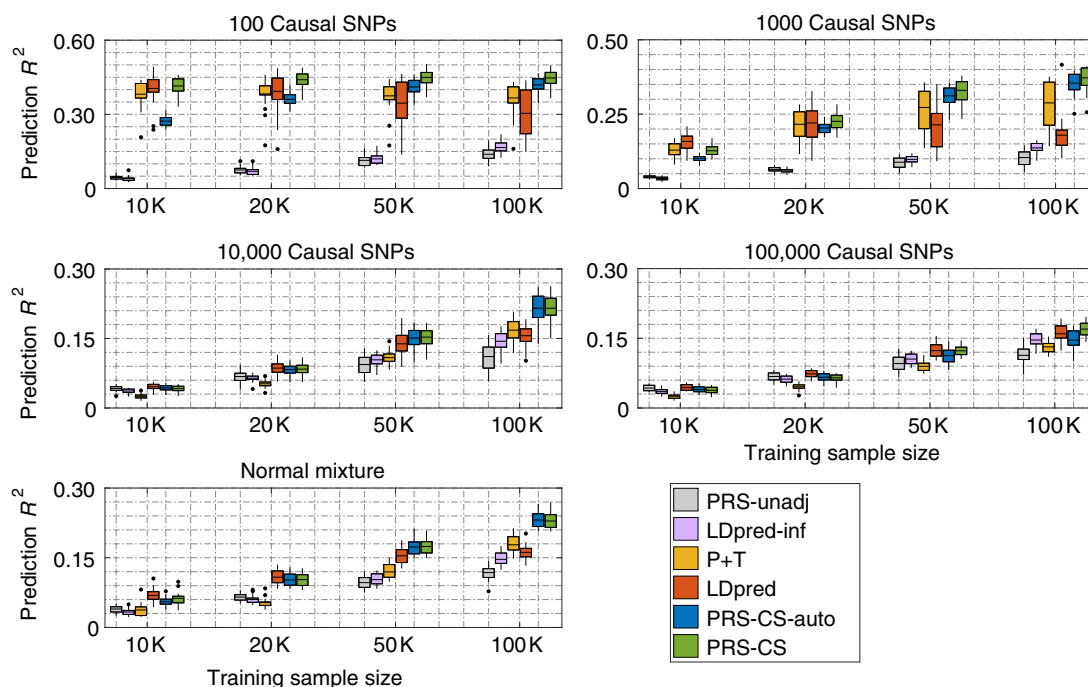 100 Causal SNPs
Prediction R²
0.60
0.30
0
10K 20K 50K 100K
1000 Causal SNPs
0.50
0.25
0
10K 20K 50K 100K
10,000 Causal SNPs
Prediction R²
0.30
0.15
0
10K 20K 50K 100K
100,000 Causal SNPs
0.30
0.15
0
10K 20K 50K 100K
Training sample size
Normal mixture
Prediction R²
0.30
0.15
0
10K 20K 50K 100K
Training sample size
PRS-unadj
LDpred-inf
P+T
LDpred
PRS-CS-auto
PRS-CS